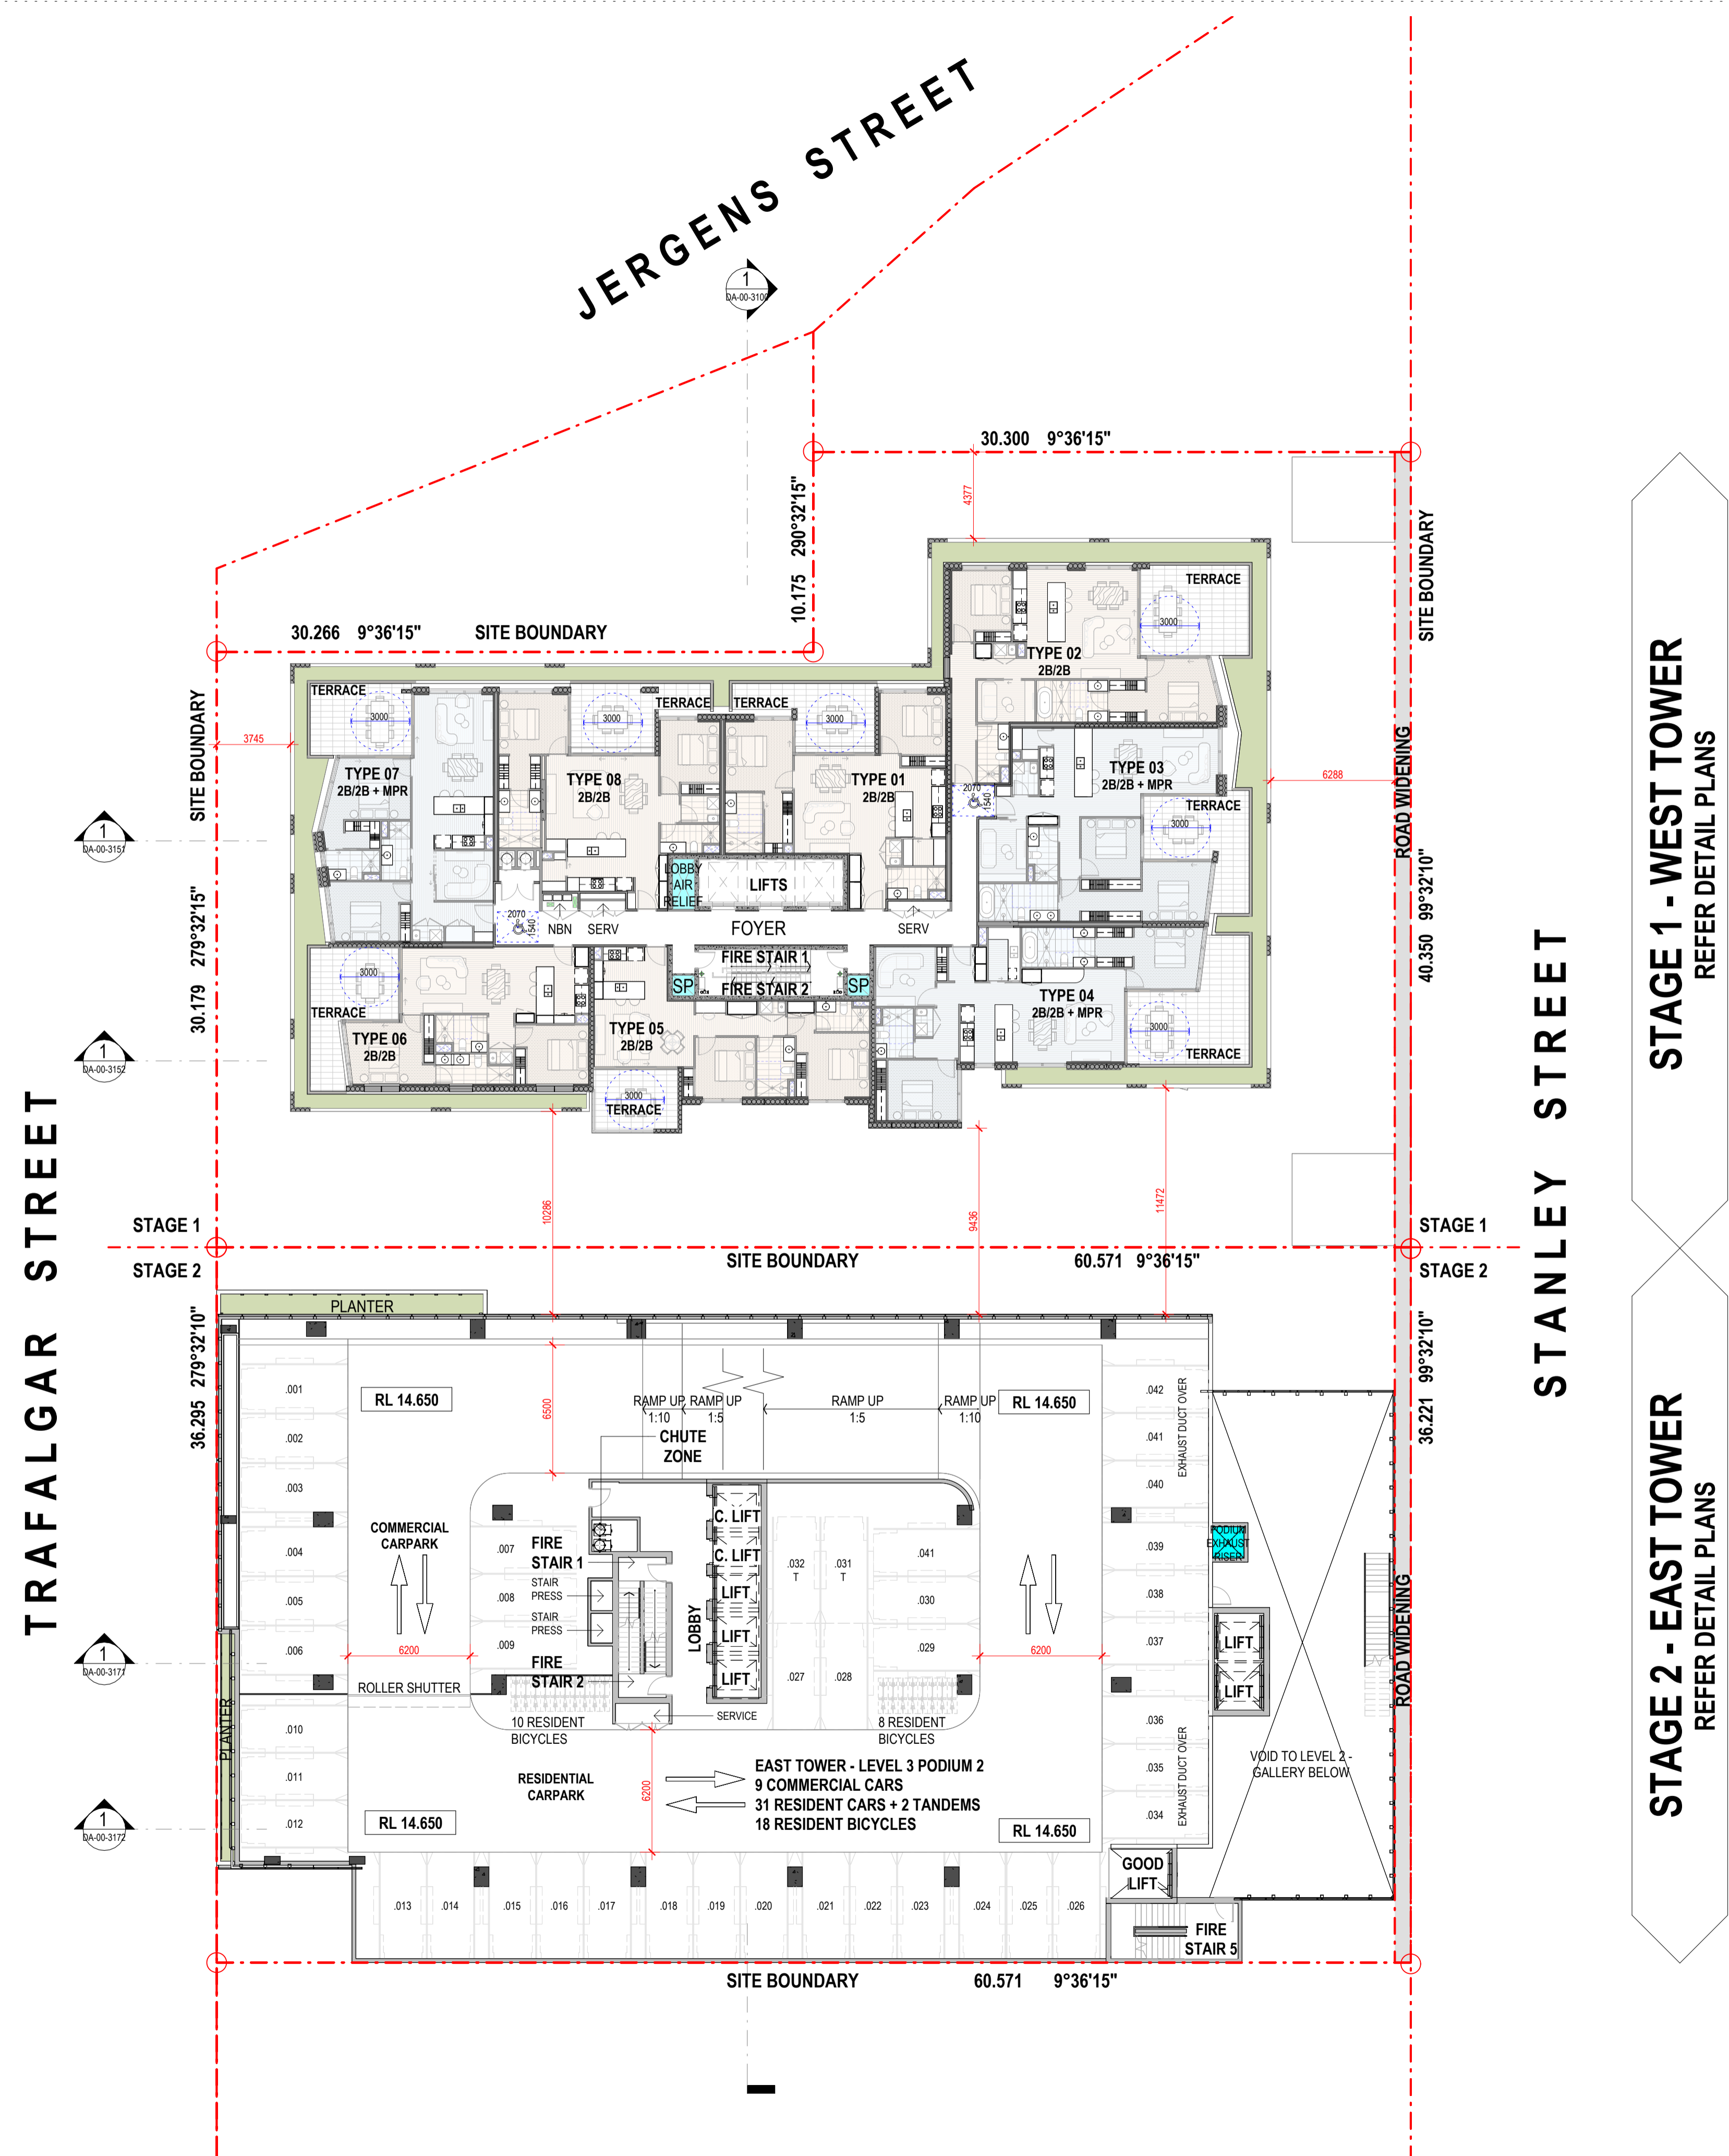 JERGENS STREET
1
DA-00-3100
30.300 9°36'15"
4377
10.175 290°32'15"
SITE BOUNDARY
30.266 9°36'15" SITE BOUNDARY
SITE BOUNDARY
3745
30.179 279°32'15"
TERRACE
3000
TYPE 02
2B/2B
TERRACE
3000
TYPE 07
2B/2B + MPR
TERRACE
3000
TYPE 08
2B/2B
TERRACE
3000
TYPE 01
2B/2B
2070
1540
TYPE 03
2B/2B + MPR
TERRACE
3000
6288
ROAD WIDENING
40.350 99°32'10"
LOBBY
AIR
RELIEF
LIFTS
2070
1540
NBN
SERV
FOYER
SERV
FIRE STAIR 1
FIRE STAIR 2
SP
SP
3000
TERRACE
TYPE 06
2B/2B
TYPE 05
2B/2B
3000
TERRACE
TYPE 04
2B/2B + MPR
3000
TERRACE
1
DA-00-3151
1
DA-00-3152
10286
9436
11472
TRAFALGAR STREET
STANLEY STREET
STAGE 1 - WEST TOWER
REFER DETAIL PLANS
STAGE 1
STAGE 2
SITE BOUNDARY
60.571 9°36'15"
STAGE 1
STAGE 2
36.295 279°32'10"
36.221 99°32'10"
PLANTER
RL 14.650
6500
RAMP UP
1:10
RAMP UP
1:5
RAMP UP
1:5
RAMP UP
1:10
RL 14.650
CHUTE
ZONE
.001
.002
.003
.004
.005
.006
COMMERCIAL
CARPARK
6200
ROLLER SHUTTER
.007
.008
.009
FIRE
STAIR 1
STAIR
PRESS
STAIR
PRESS
FIRE
STAIR 2
LOBBY
C. LIFT
C. LIFT
LIFT
LIFT
LIFT
SERVICE
.032
T
.031
T
.027
.028
.041
.030
.029
6200
.042
.041
.040
.039
.038
.037
.036
.035
.034
EXHAUST DUCT OVER
EXHAUST DUCT OVER
PODIUM
EXHAUST
RISER
LIFT
LIFT
ROAD WIDENING
VOID TO LEVEL 2 -
GALLERY BELOW
PLANTER
10 RESIDENT
BICYCLES
8 RESIDENT
BICYCLES
.010
.011
.012
RESIDENTIAL
CARPARK
6200
EAST TOWER - LEVEL 3 PODIUM 2
9 COMMERCIAL CARS
31 RESIDENT CARS + 2 TANDEMS
18 RESIDENT BICYCLES
RL 14.650
RL 14.650
GOOD
LIFT
FIRE
STAIR 5
.013
.014
.015
.016
.017
.018
.019
.020
.021
.022
.023
.024
.025
.026
1
DA-00-3171
1
DA-00-3172
SITE BOUNDARY
60.571 9°36'15"
STAGE 2 - EAST TOWER
REFER DETAIL PLANS